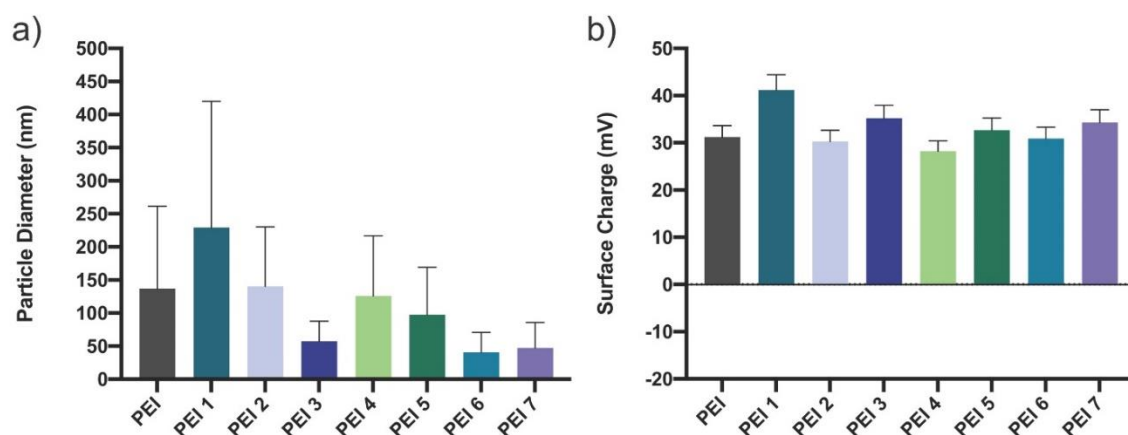 a)
Particle Diameter (nm)
500
450
400
350
300
250
200
150
100
50
0
PEI
PEI 1
PEI 2
PEI 3
PEI 4
PEI 5
PEI 6
PEI 7
b)
Surface Charge (mV)
50
40
30
20
10
0
-10
-20
PEI
PEI 1
PEI 2
PEI 3
PEI 4
PEI 5
PEI 6
PEI 7